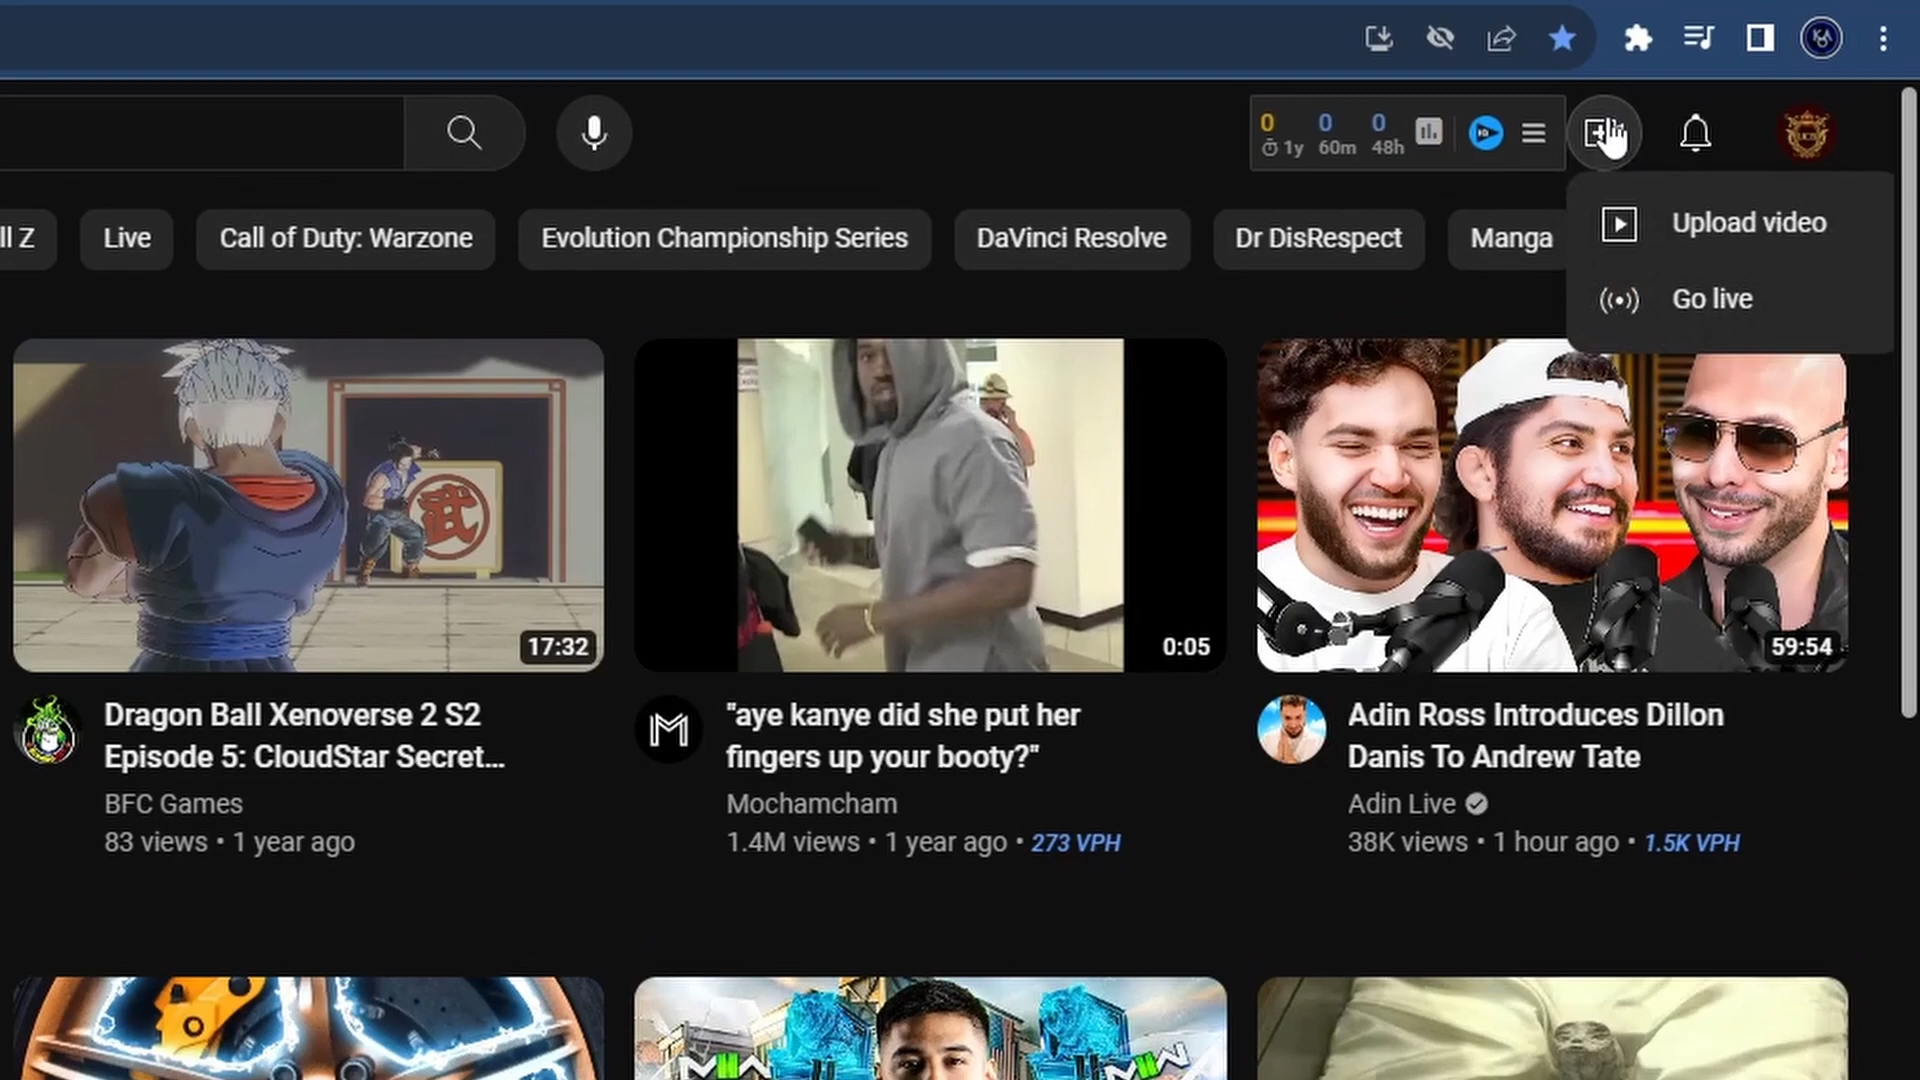 0 0 0
1y 60m 48h
Upload video
Go live
ll Z Live Call of Duty: Warzone Evolution Championship Series DaVinci Resolve Dr DisRespect Manga
武
17:32
0:05
59:54
Dragon Ball Xenoverse 2 S2
Episode 5: CloudStar Secret...
BFC Games
83 views • 1 year ago
"aye kanye did she put her
fingers up your booty?"
Mochamcham
1.4M views • 1 year ago • 273 VPH
Adin Ross Introduces Dillon
Danis To Andrew Tate
Adin Live
38K views • 1 hour ago • 1.5K VPH